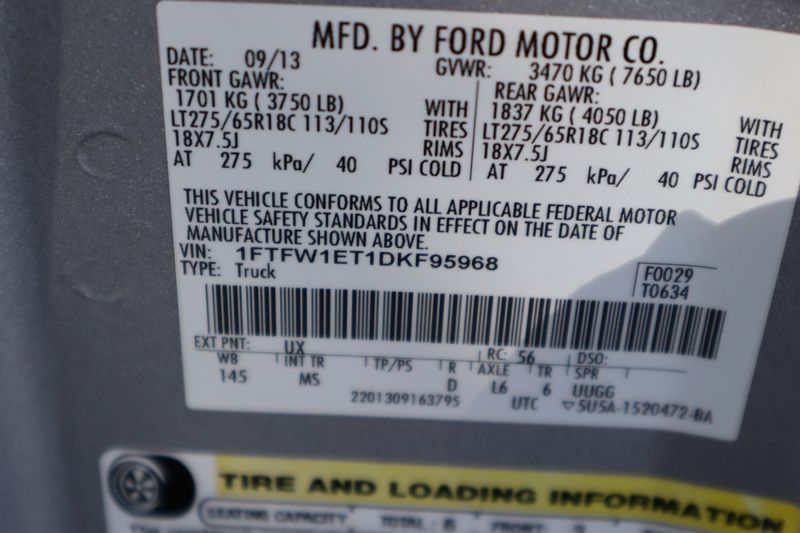 MFD. BY FORD MOTOR CO.
DATE: 09/13 GVWR: 3470 KG ( 7650 LB)
FRONT GAWR: REAR GAWR:
1701 KG ( 3750 LB) WITH 1837 KG ( 4050 LB) WITH
LT275/65R18C 113/110S TIRES LT275/65R18C 113/110S TIRES
18X7.5J RIMS 18X7.5J RIMS
AT 275 kPa/ 40 PSI COLD AT 275 kPa/ 40 PSI COLD
THIS VEHICLE CONFORMS TO ALL APPLICABLE FEDERAL MOTOR
VEHICLE SAFETY STANDARDS IN EFFECT ON THE DATE OF
MANUFACTURE SHOWN ABOVE.
VIN: 1FTFW1ET1DKF95968
TYPE: Truck
F0029
T0634
EXT PNT: UX RC: 56 DSO:
WB INT TR TP/PS R AXLE TR SPR
145 MS D L6 6 UUGG
2201309163795 UTC ▽5U5A-1520472-BA
TIRE AND LOADING INFORMATION
SEATING CAPACITY TOTAL : 6 FRONT: